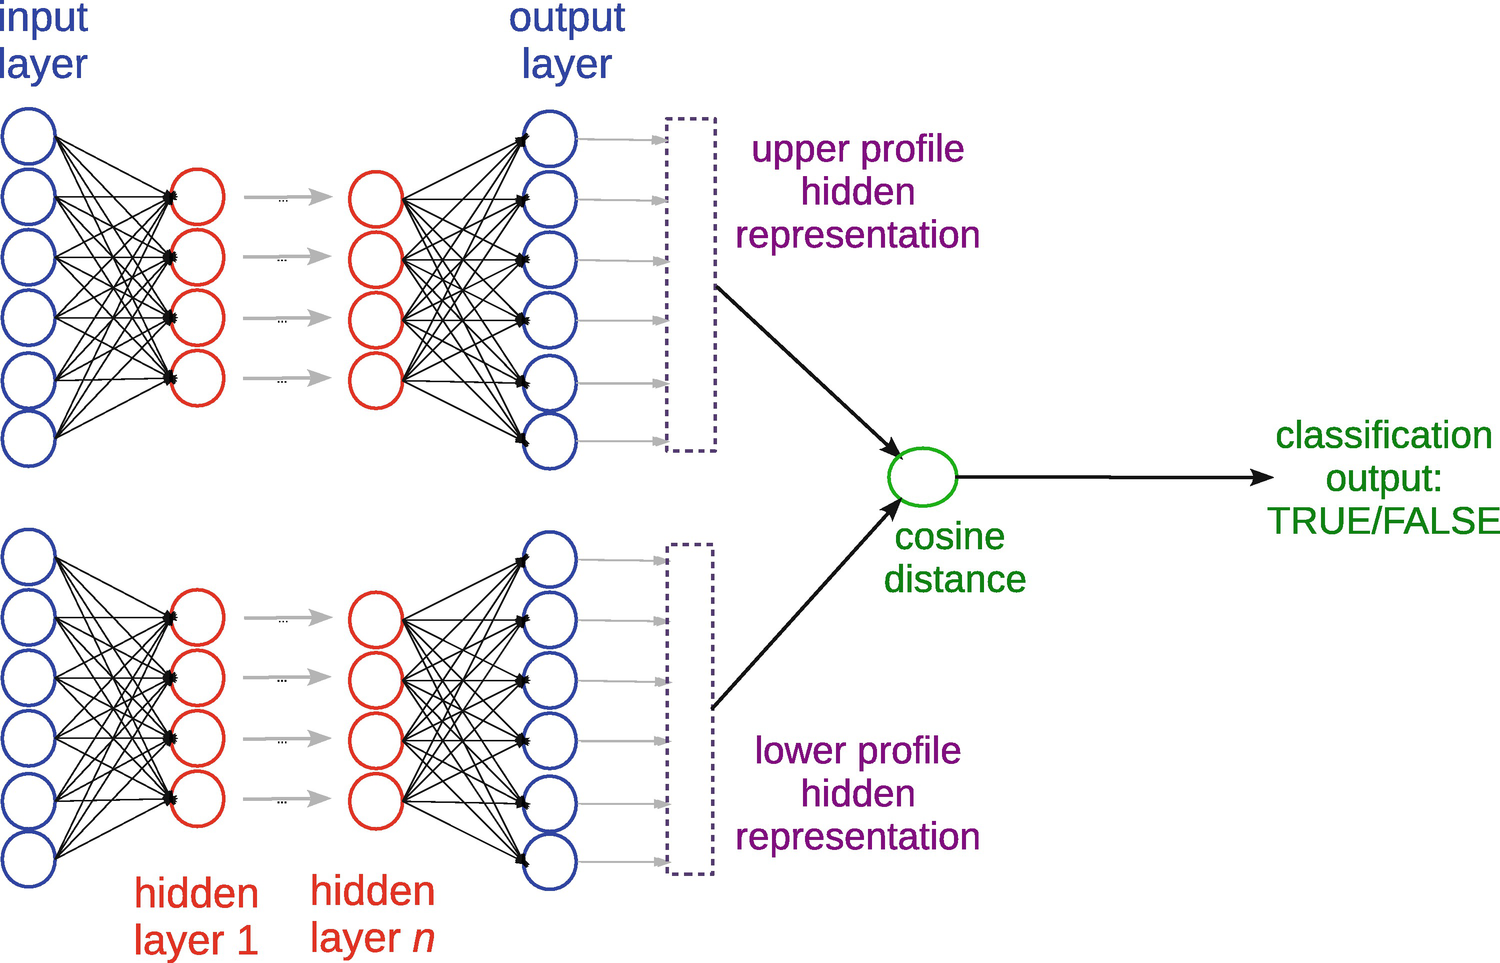 input
layer
output
layer
upper profile
hidden
representation
...
...
...
...
classification
output:
TRUE/FALSE
cosine
distance
...
...
...
...
lower profile
hidden
representation
hidden
layer 1
hidden
layer n